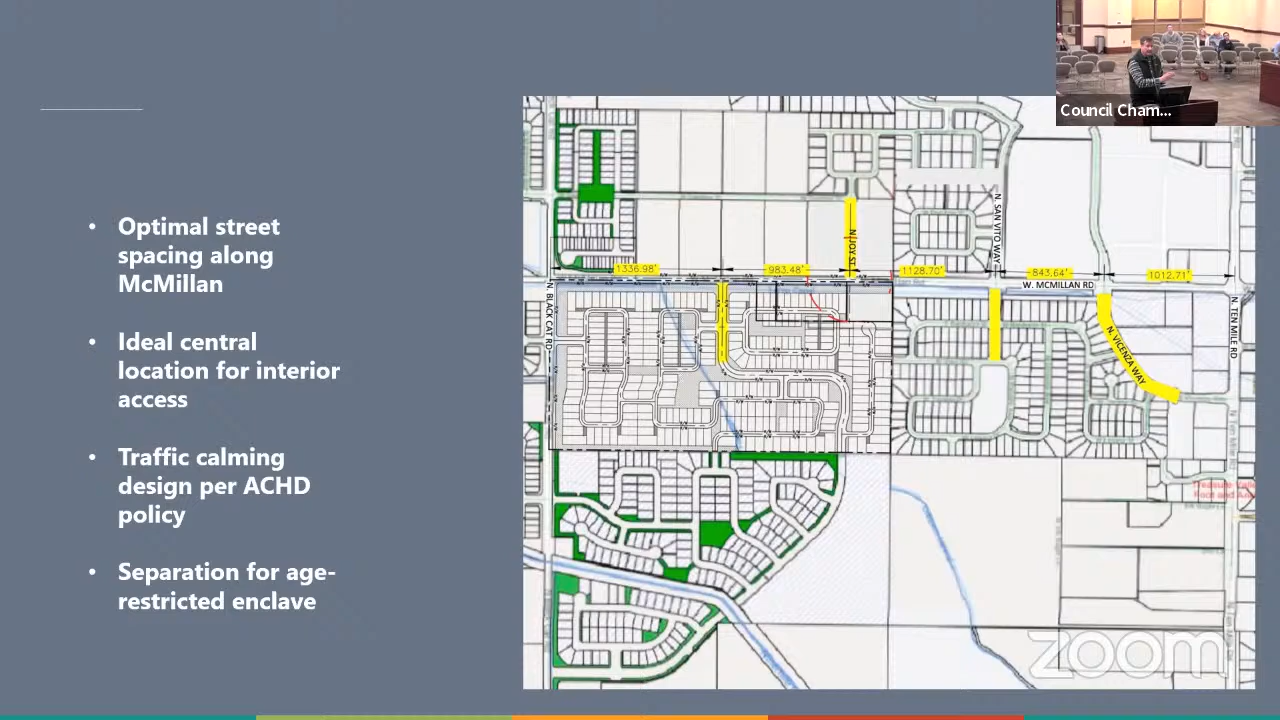 Council Cham...
• Optimal street
spacing along
McMillan
• Ideal central
location for interior
access
• Traffic calming
design per ACHD
policy
• Separation for age-
restricted enclave
N. JOY ST.
N. SAN VITO WAY
1336.98'
983.48'
1128.70'
843.64'
1012.71'
W. MCMILLAN RD
N. BLACK CAT RD
N. VICENZA WAY
N. TEN MILE RD
zoom